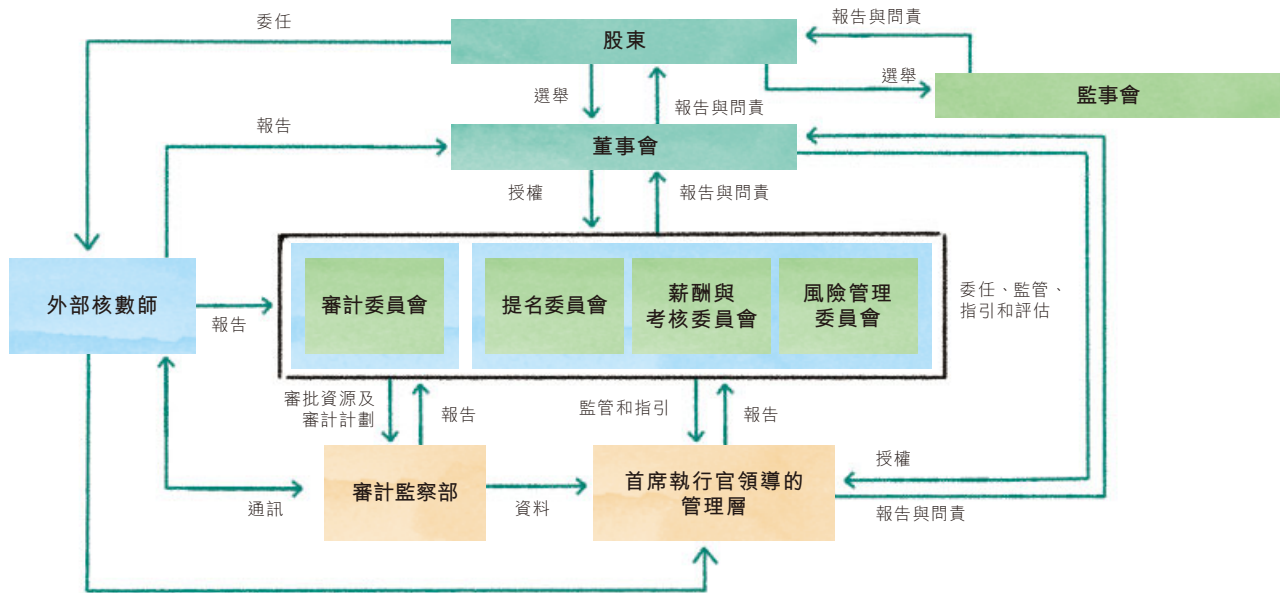 委任
股東
報告與問責
選舉
選舉
監事會
報告與問責
報告
董事會
授權
報告與問責
外部核數師
報告
審計委員會
提名委員會
薪酬與
考核委員會
風險管理
委員會
委任、監管、
指引和評估
審批資源及
審計計劃
報告
監管和指引
報告
通訊
審計監察部
資料
首席執行官領導的
管理層
授權
報告與問責